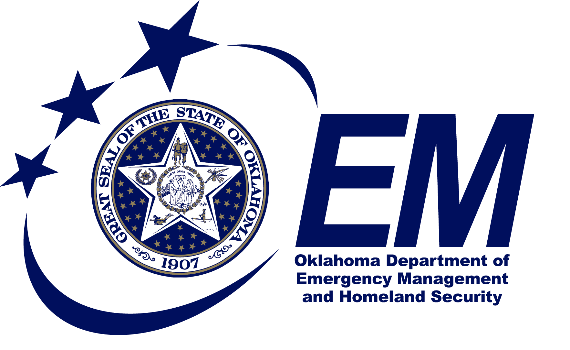 GREAT SEAL OF THE STATE OF OKLAHOMA
1907
EM
Oklahoma Department of
Emergency Management
and Homeland Security